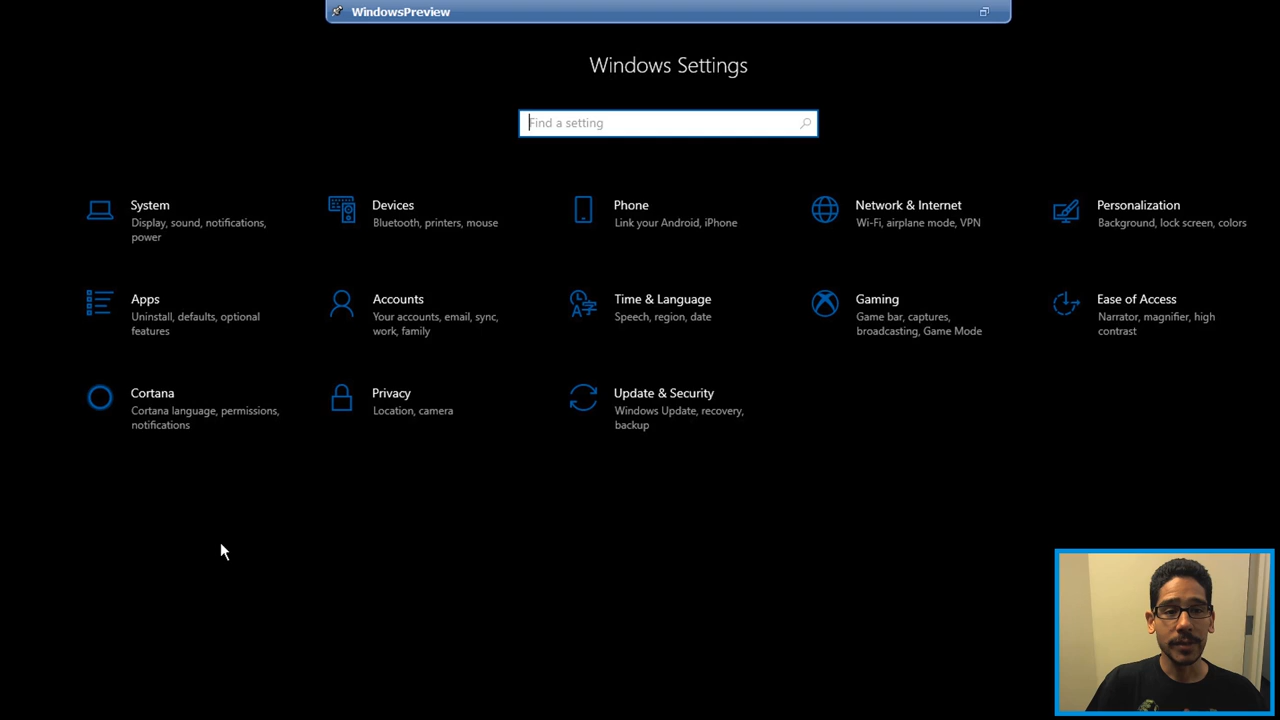 WindowsPreview
Windows Settings
Find a setting
System
Display, sound, notifications,
power
Devices
Bluetooth, printers, mouse
Phone
Link your Android, iPhone
Network & Internet
Wi-Fi, airplane mode, VPN
Personalization
Background, lock screen, colors
Apps
Uninstall, defaults, optional
features
Accounts
Your accounts, email, sync,
work, family
Time & Language
Speech, region, date
Gaming
Game bar, captures,
broadcasting, Game Mode
Ease of Access
Narrator, magnifier, high
contrast
Cortana
Cortana language, permissions,
notifications
Privacy
Location, camera
Update & Security
Windows Update, recovery,
backup